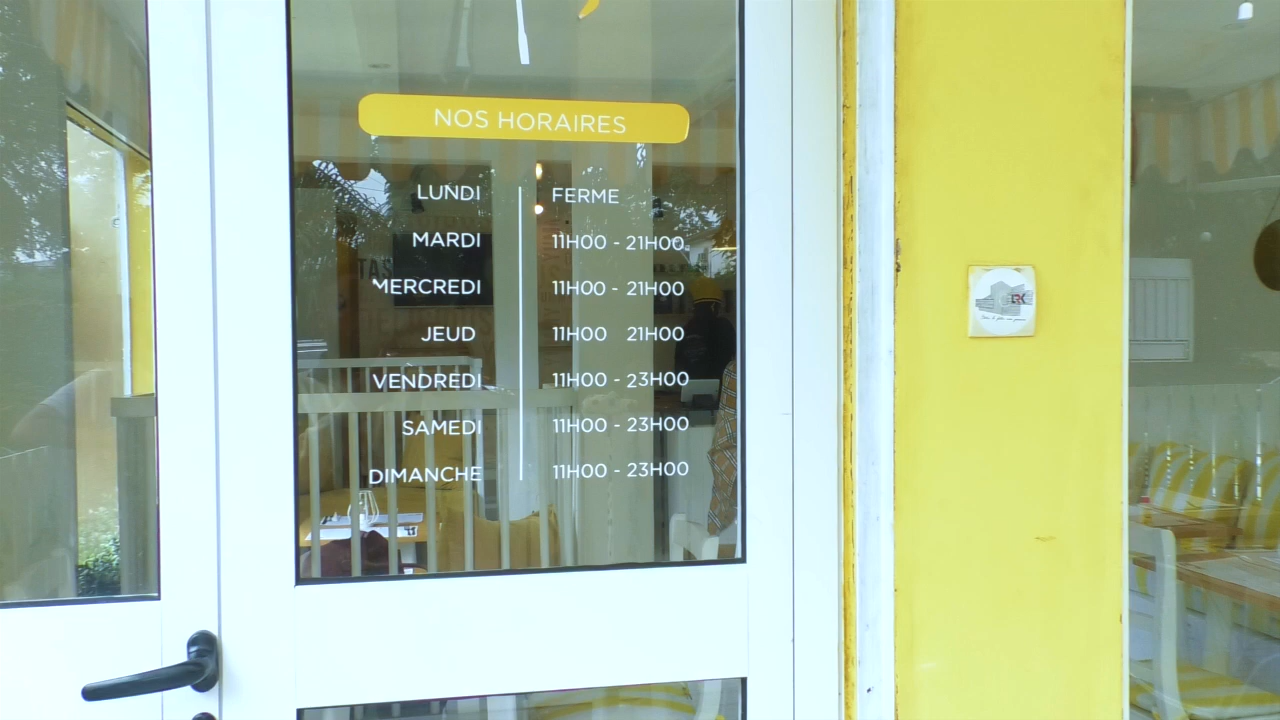 NOS HORAIRES
LUNDI FERME
MARDI 11H00 - 21H00
MERCREDI 11H00 - 21H00
JEUD 11H00 21H00
VENDREDI 11H00 - 23H00
SAMEDI 11H00 - 23H00
DIMANCHE 11H00 - 23H00